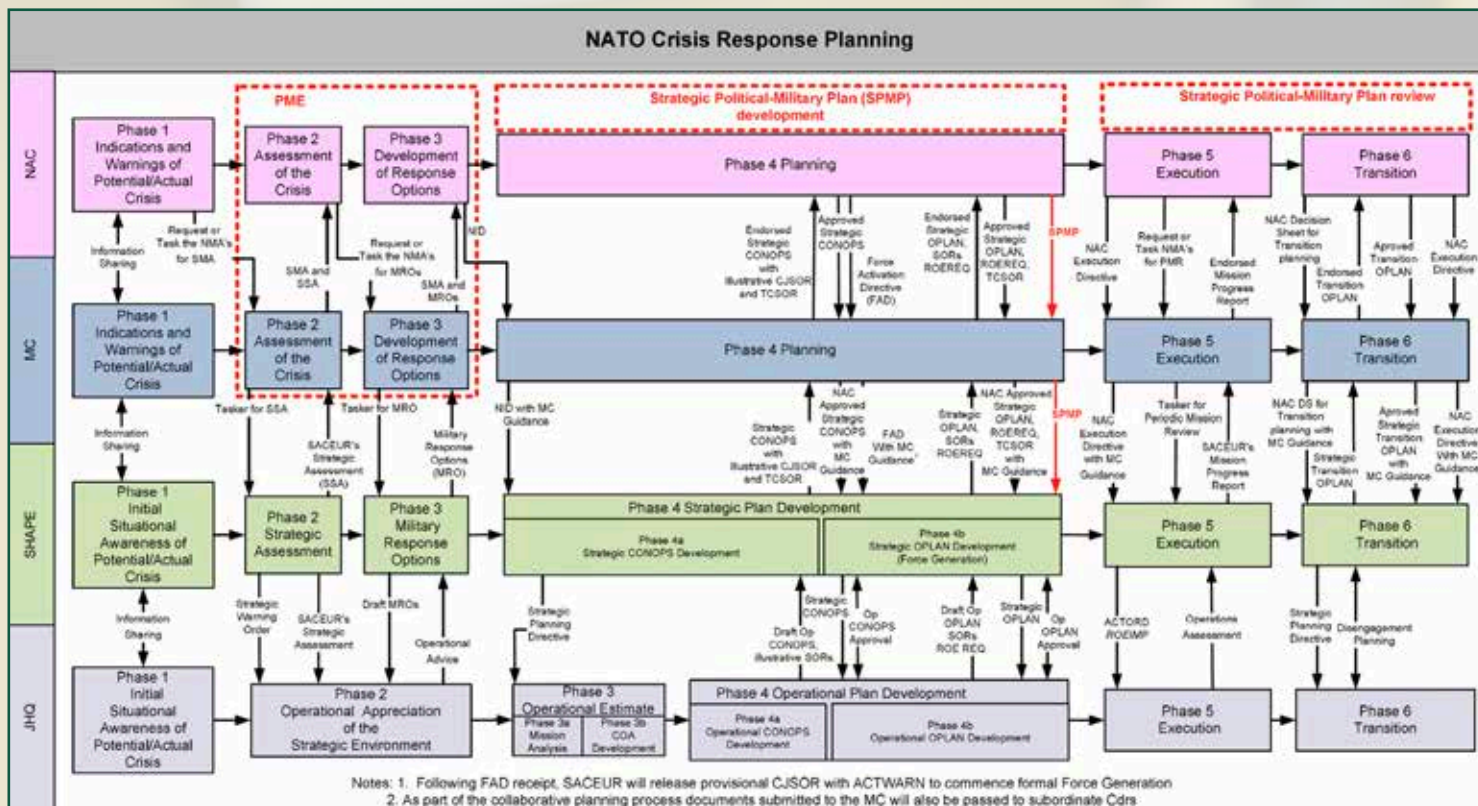 NATO Crisis Response Planning
NAC
PME
Strategic Political-Military Plan (SPMP)
development
Strategic Political-Military Plan review
Phase 1
Indications and
Warnings of
Potential/Actual
Crisis
Phase 2
Assessment
of the
Crisis
Phase 3
Development
of Response
Options
Phase 4 Planning
Phase 5
Execution
Phase 6
Transition
Information
Sharing
Request or
Task the NMA's
for SMA
SMA and
SSA
Request or
Task the NMA's
for MROs
SMA and
MROs
NID
Endorsed
Strategic
CONOPS
with
Illustrative CJSOR
and TCSOR
Approved
Strategic
CONOPS
Force
Activation
Directive
(FAD)
Endorsed
Strategic
OPLAN,
SORs
ROEREQ
Approved
Strategic
OPLAN,
ROEREQ,
TCSOR
SPMP
NAC
Execution
Directive
Request or
Task NMA's
for PMR
Endorsed
Mission
Progress
Report
NAC Decision
Sheet for
Transition
planning
Endorsed
Transition
OPLAN
Aproved
Transition
OPLAN
NAC
Execution
Directive
MC
Phase 1
Indications and
Warnings of
Potential/Actual
Crisis
Phase 2
Assessment
of the
Crisis
Phase 3
Development
of Response
Options
Phase 4 Planning
Phase 5
Execution
Phase 6
Transition
Information
Sharing
Tasker for SSA
SACEUR's
Strategic
Assessment
(SSA)
Tasker for MRO
Military
Response
Options
(MRO)
NID with MC
Guidance
Strategic
CONOPS
with
Illustrative CJSOR
and TCSOR
NAC
Approved
Strategic
CONOPS
with
MC
Guidance
FAD
With MC
Guidance
Strategic
OPLAN,
SORs
ROEREQ
NAC Approved
Strategic
OPLAN,
ROEREQ,
TCSOR
with
MC Guidance
SPMP
NAC
Execution
Directive
with MC
Guidance
Tasker for
Periodic Mission
Review
SACEUR's
Mission
Progress
Report
NAC DS for
Transition
planning with
MC Guidance
Strategic
Transition
OPLAN
Aproved
Strategic
Transition
OPLAN
with
MC Guidance
NAC
Execution
Directive
With MC
Guidance
SHAPE
Phase 1
Initial
Situational
Awareness of
Potential/Actual
Crisis
Phase 2
Strategic
Assessment
Phase 3
Military
Response
Options
Phase 4 Strategic Plan Development
Phase 4a
Strategic CONOPS Development
Phase 4b
Strategic OPLAN Development
(Force Generation)
Phase 5
Execution
Phase 6
Transition
Information
Sharing
Strategic
Warning
Order
SACEUR's
Strategic
Assessment
Draft MROs
Operational
Advice
Strategic
Planning
Directive
Draft Op
CONOPS,
illustrative SORs
Strategic
CONOPS
Op
CONOPS
Approval
Draft Op
OPLAN
SORs
ROE REQ
Strategic
OPLAN
Op
OPLAN
Approval
ACTORD
ROEIMP
Operations
Assessment
Strategic
Planning
Directive
Disengagement
Planning
JHQ
Phase 1
Initial
Situational
Awareness of
Potential/Actual
Crisis
Phase 2
Operational Appreciation
of the
Strategic Environment
Phase 3
Operational Estimate
Phase 3a
Mission
Analysis
Phase 3b
COA
Development
Phase 4 Operational Plan Development
Phase 4a
Operational CONOPS
Development
Phase 4b
Operational OPLAN Development
Phase 5
Execution
Phase 6
Transition
Notes: 1. Following FAD receipt, SACEUR will release provisional CJSOR with ACTWARN to commence formal Force Generation
2. As part of the collaborative planning process documents submitted to the MC will also be passed to subordinate Cdrs